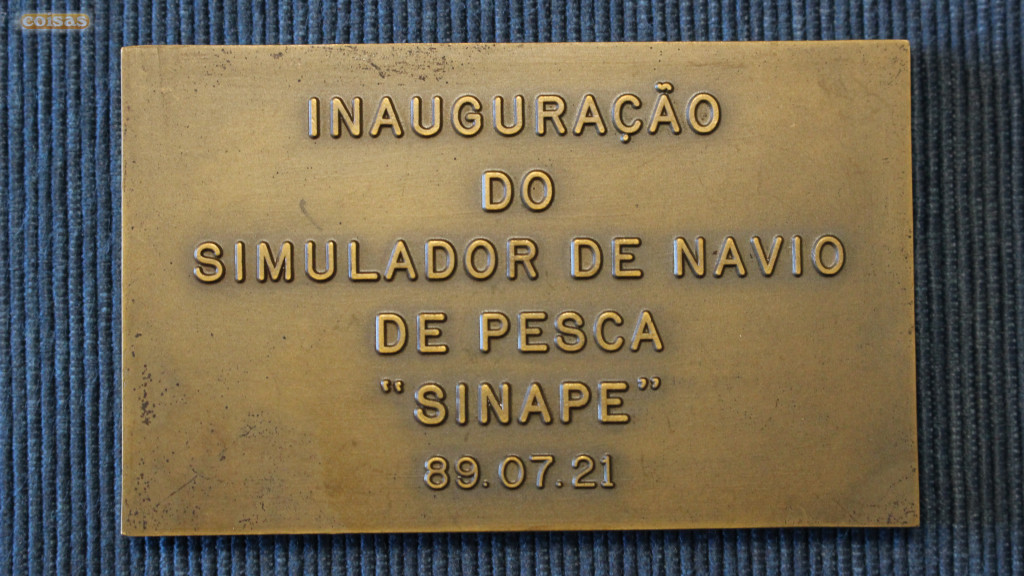 coisas
INAUGURAÇÃO
DO
SIMULADOR DE NAVIO
DE PESCA
"SINAPE"
89.07.21